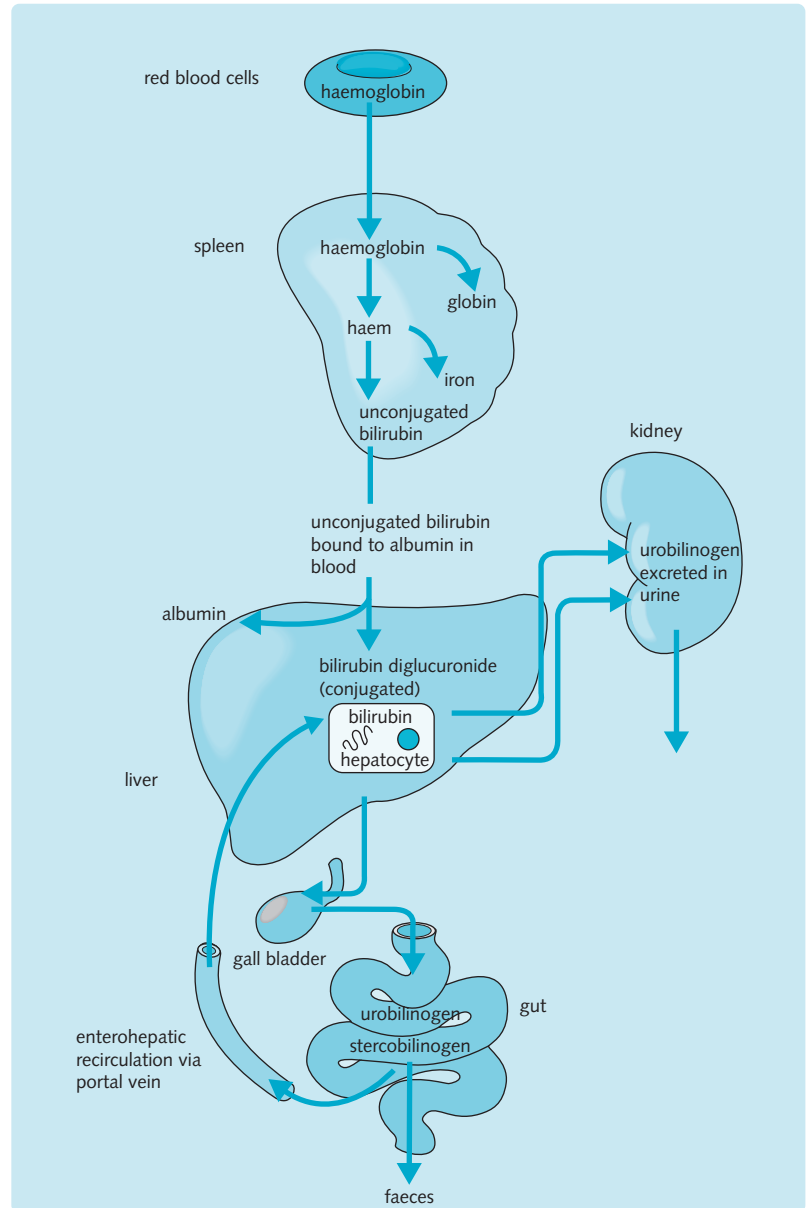 red blood cells
haemoglobin
spleen
haemoglobin
globin
haem
iron
unconjugated
bilirubin
kidney
unconjugated bilirubin
bound to albumin in
blood
urobilinogen
excreted in
urine
albumin
bilirubin diglucuronide
(conjugated)
bilirubin
hepatocyte
liver
gall bladder
gut
urobilinogen
stercobilinogen
enterohepatic
recirculation via
portal vein
faeces